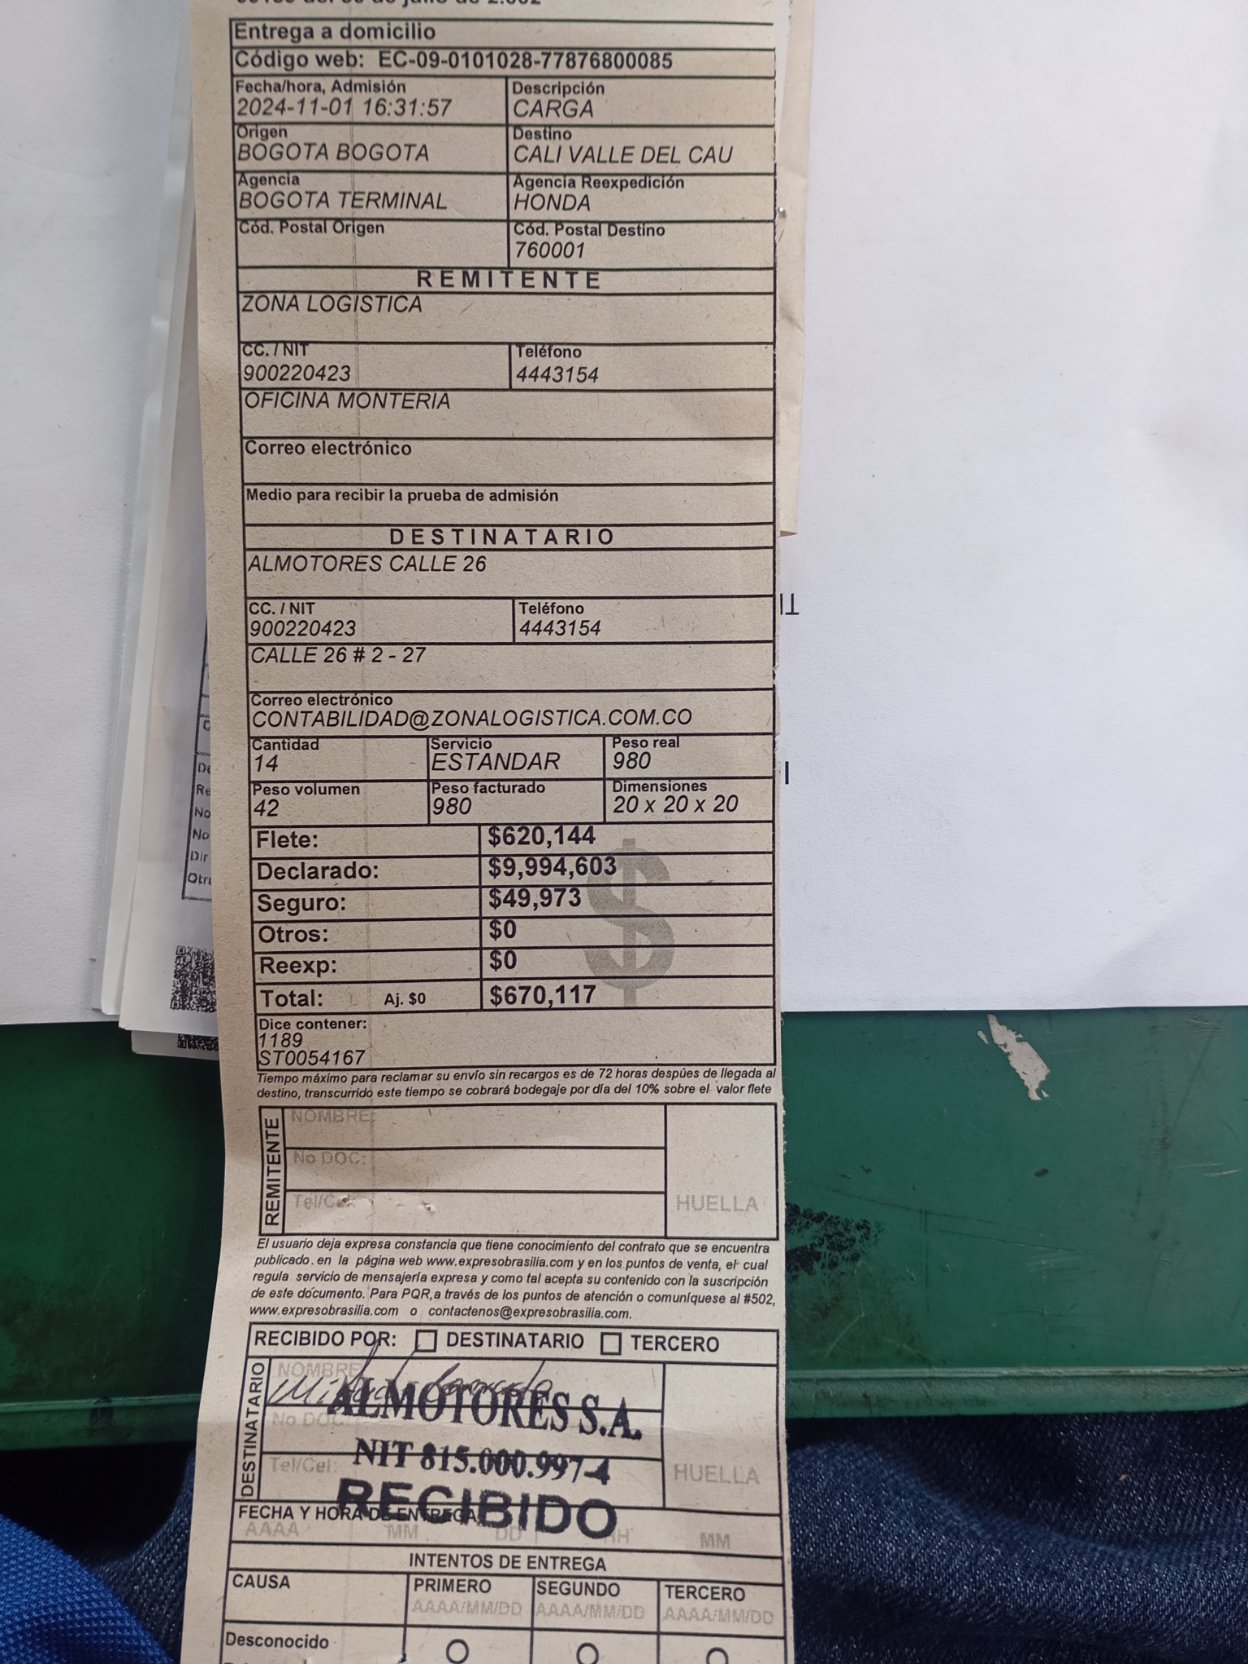 Entrega a domicilio
Código web: EC-09-0101028-77876800085
Fecha/hora, Admisión Descripción
2024-11-01 16:31:57 CARGA
Origen Destino
BOGOTA BOGOTA CALI VALLE DEL CAU
Agencia Agencia Reexpedición
BOGOTA TERMINAL HONDA
Cód. Postal Origen Cód. Postal Destino
760001
REMITENTE
ZONA LOGISTICA
CC. / NIT Teléfono
900220423 4443154
OFICINA MONTERIA
Correo electrónico
Medio para recibir la prueba de admisión
DESTINATARIO
ALMOTORES CALLE 26
CC. / NIT Teléfono
900220423 4443154
CALLE 26 # 2 - 27
Correo electrónico
CONTABILIDAD@ZONALOGISTICA.COM.CO
Cantidad Servicio Peso real
14 ESTANDAR 980
Peso volumen Peso facturado Dimensiones
42 980 20 x 20 x 20
Flete: $620,144
Declarado: $9,994,603
Seguro: $49,973
Otros: $0
Reexp: $0
Total: Aj. $0 $670,117
Dice contener:
1189
ST0054167
Tiempo máximo para reclamar su envío sin recargos es de 72 horas despúes de llegada al
destino, transcurrido este tiempo se cobrará bodegaje por día del 10% sobre el valor flete
REMITENTE
NOMBRE:
No DOC:
Tel/Cel:
HUELLA
El usuario deja expresa constancia que tiene conocimiento del contrato que se encuentra
publicado en la página web www.expresobrasilia.com y en los puntos de venta, el cual
regula servicio de mensajería expresa y como tal acepta su contenido con la suscripción
de este documento. Para PQR,a través de los puntos de atención o comuníquese al #502,
www.expresobrasilia.com o contactenos@expresobrasilia.com.
RECIBIDO POR: DESTINATARIO TERCERO
DESTINATARIO
NOMBRE
ALMOTORES S.A.
No DOC:
NIT 815.000.997-4
Tel/Cel:
HUELLA
RECIBIDO
FECHA Y HORA DE ENTREGA
AAAA MM DD HH MM
INTENTOS DE ENTREGA
CAUSA PRIMERO SEGUNDO TERCERO
AAAA/MM/DD AAAA/MM/DD AAAA/MM/DD
Desconocido